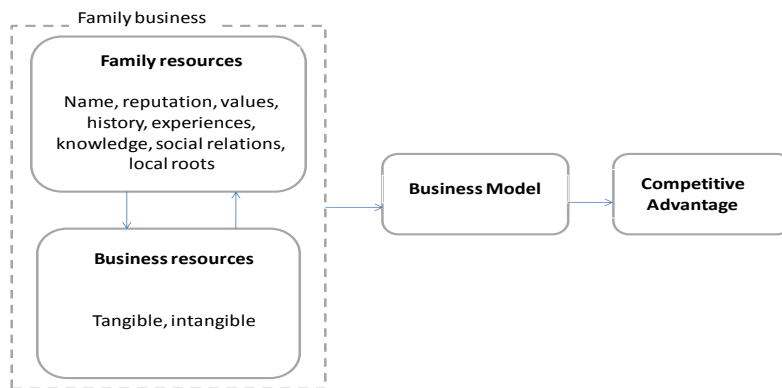 Family business
Family resources
Name, reputation, values,
history, experiences,
knowledge, social relations,
local roots
Business resources
Tangible, intangible
Business Model
Competitive
Advantage